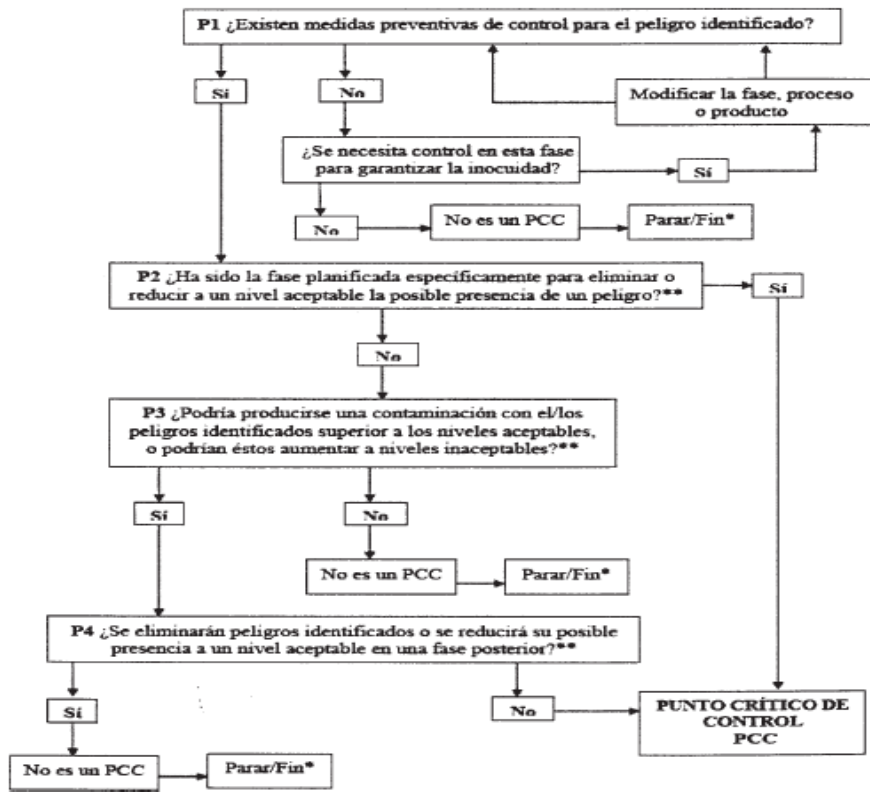 P1 ¿Existen medidas preventivas de control para el peligro identificado?
Sí
No
Modificar la fase, proceso
o producto
¿Se necesita control en esta fase
para garantizar la inocuidad?
Sí
No
No es un PCC
Parar/Fin*
P2 ¿Ha sido la fase planificada específicamente para eliminar o
reducir a un nivel aceptable la posible presencia de un peligro?**
Sí
No
P3 ¿Podría producirse una contaminación con el/los
peligros identificados superior a los niveles aceptables,
o podrían éstos aumentar a niveles inaceptables?**
Sí
No
No es un PCC
Parar/Fin*
P4 ¿Se eliminarán peligros identificados o se reducirá su posible
presencia a un nivel aceptable en una fase posterior?**
Sí
No
PUNTO CRÍTICO DE
CONTROL
PCC
No es un PCC
Parar/Fin*